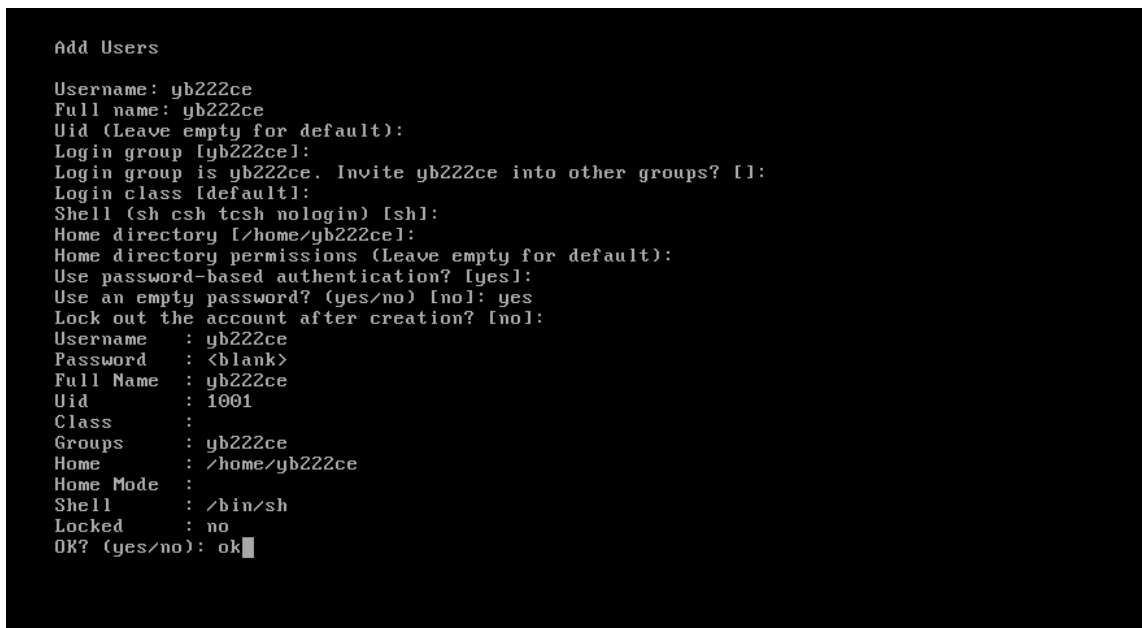 Add Users
Username: yb222ce
Full name: yb222ce
Uid (Leave empty for default):
Login group [yb222ce]:
Login group is yb222ce. Invite yb222ce into other groups? []:
Login class [default]:
Shell (sh csh tcsh nologin) [sh]:
Home directory [/home/yb222ce]:
Home directory permissions (Leave empty for default):
Use password-based authentication? [yes]:
Use an empty password? (yes/no) [no]: yes
Lock out the account after creation? [no]:
Username   : yb222ce
Password   : <blank>
Full Name  : yb222ce
Uid        : 1001
Class      :
Groups     : yb222ce
Home       : /home/yb222ce
Home Mode  :
Shell      : /bin/sh
Locked     : no
OK? (yes/no): ok